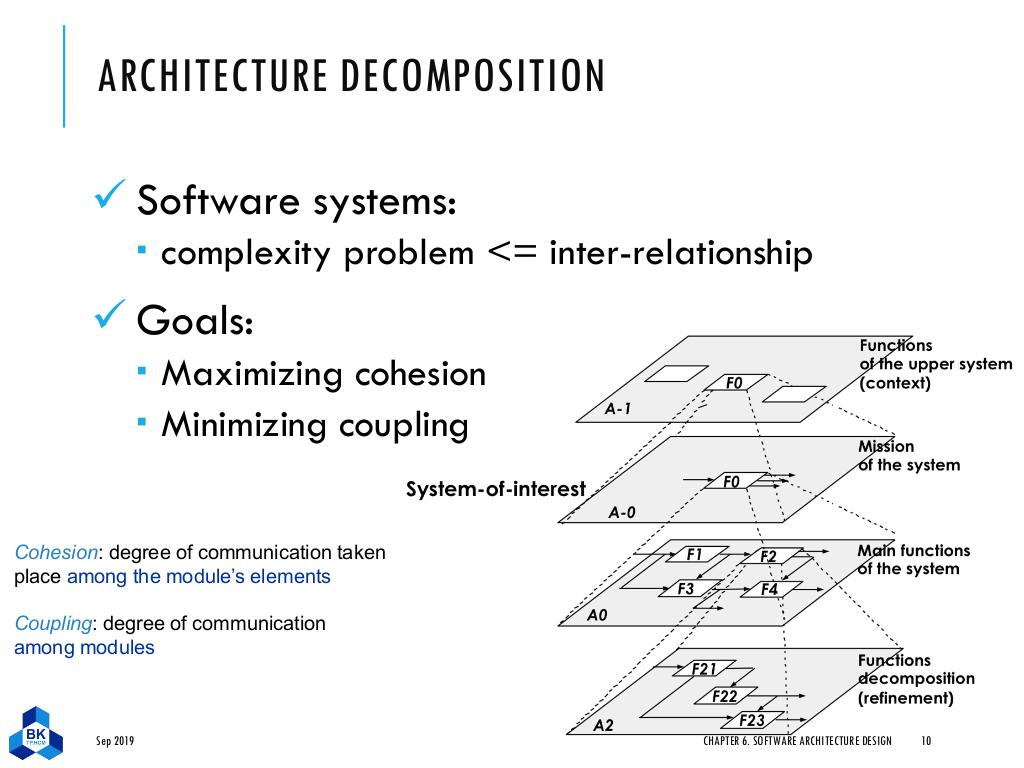 ARCHITECTURE DECOMPOSITION
Software systems:
complexity problem <= inter-relationship
Goals:
Maximizing cohesion
Minimizing coupling
Functions
of the upper system
(context)
F0
A-1
Mission
of the system
System-of-interest
F0
A-0
Main functions
of the system
F1
F2
F3
F4
A0
Functions
decomposition
(refinement)
F21
F22
F23
A2
Cohesion: degree of communication taken
place among the module's elements
Coupling: degree of communication
among modules
BK
TP.HCM
Sep 2019
CHAPTER 6. SOFTWARE ARCHITECTURE DESIGN
10